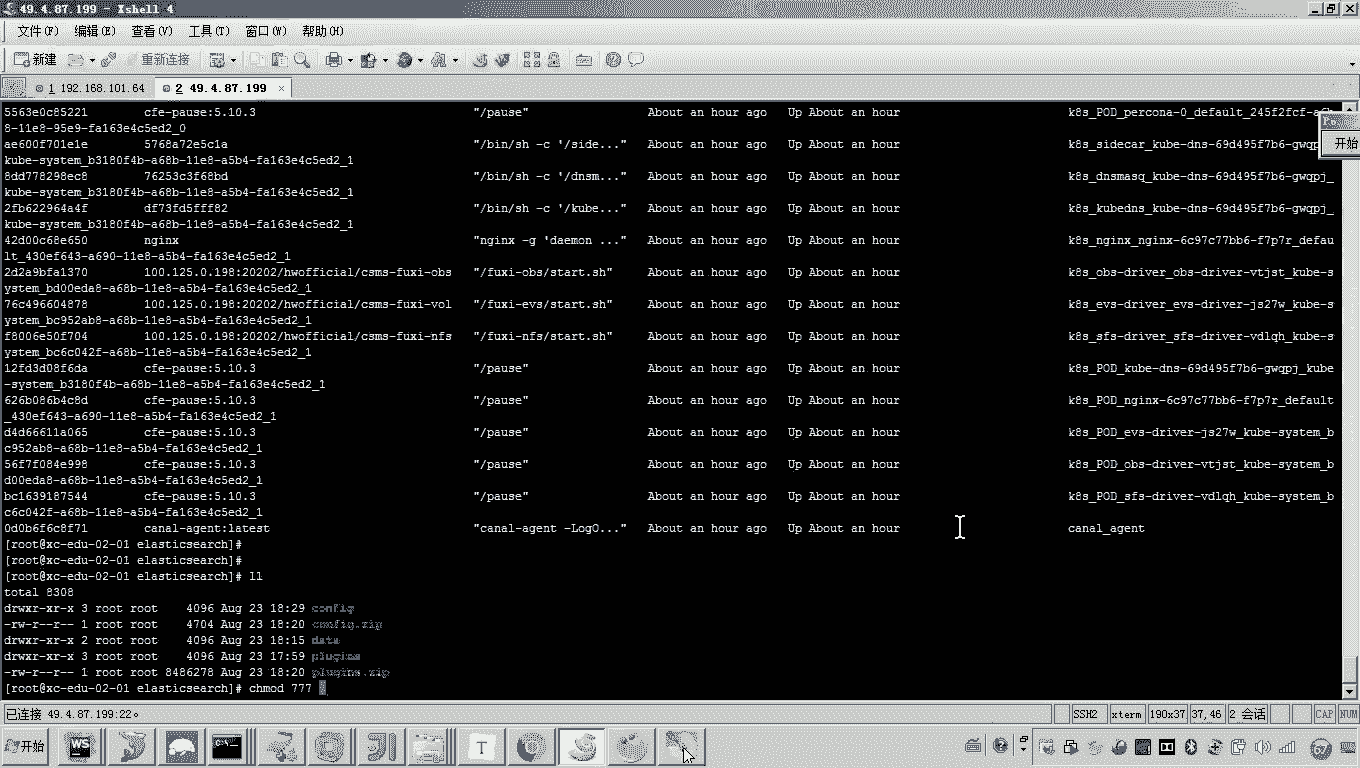 49.4.87.199 - Xshell 4
文件(F) 编辑(E) 查看(V) 工具(T) 窗口(W) 帮助(H)
新建 重新连接
1 192.168.101.64 2 49.4.87.199
5563e0c85221 cfe-pause:5.10.3 "/pause" About an hour ago Up About an hour k8s_POD_percona-0_default_245f2fcf-a
8-11e8-95e9-fa163e4c5ed2_0
ae600f701e1e 5768a72e5c1a "/bin/sh -c '/side..." About an hour ago Up About an hour k8s_sidecar_kube-dns-69d495f7b6-gwqpj_
kube-system_b3180f4b-a68b-11e8-a5b4-fa163e4c5ed2_1
8dd778298ec8 76253c3f68bd "/bin/sh -c '/dnsm..." About an hour ago Up About an hour k8s_dnsmasq_kube-dns-69d495f7b6-gwqpj_
kube-system_b3180f4b-a68b-11e8-a5b4-fa163e4c5ed2_1
2fb622964a4f df73fd5fff82 "/bin/sh -c '/kube..." About an hour ago Up About an hour k8s_kubedns_kube-dns-69d495f7b6-gwqpj_
kube-system_b3180f4b-a68b-11e8-a5b4-fa163e4c5ed2_1
42d00c68e650 nginx "nginx -g 'daemon ..." About an hour ago Up About an hour k8s_nginx_nginx-6c97c77bb6-f7p7r_defau
lt_430ef643-a690-11e8-a5b4-fa163e4c5ed2_1
2d2a9bfa1370 100.125.0.198:20202/hwofficial/csms-fuxi-obs "/fuxi-obs/start.sh" About an hour ago Up About an hour k8s_obs-driver_obs-driver-vtjst_kube-s
ystem_bd00eda8-a68b-11e8-a5b4-fa163e4c5ed2_1
76c496604878 100.125.0.198:20202/hwofficial/csms-fuxi-vol "/fuxi-evs/start.sh" About an hour ago Up About an hour k8s_evs-driver_evs-driver-js27w_kube-s
ystem_bc952ab8-a68b-11e8-a5b4-fa163e4c5ed2_1
f8006e50f704 100.125.0.198:20202/hwofficial/csms-fuxi-nfs "/fuxi-nfs/start.sh" About an hour ago Up About an hour k8s_sfs-driver_sfs-driver-vdlqh_kube-s
ystem_bc6c042f-a68b-11e8-a5b4-fa163e4c5ed2_1
12fd3d08f6da cfe-pause:5.10.3 "/pause" About an hour ago Up About an hour k8s_POD_kube-dns-69d495f7b6-gwqpj_kube
-system_b3180f4b-a68b-11e8-a5b4-fa163e4c5ed2_1
626b086b4c8d cfe-pause:5.10.3 "/pause" About an hour ago Up About an hour k8s_POD_nginx-6c97c77bb6-f7p7r_default
_430ef643-a690-11e8-a5b4-fa163e4c5ed2_1
d4d66611a065 cfe-pause:5.10.3 "/pause" About an hour ago Up About an hour k8s_POD_evs-driver-js27w_kube-system_b
c952ab8-a68b-11e8-a5b4-fa163e4c5ed2_1
56f7f084e998 cfe-pause:5.10.3 "/pause" About an hour ago Up About an hour k8s_POD_obs-driver-vtjst_kube-system_b
d00eda8-a68b-11e8-a5b4-fa163e4c5ed2_1
bc1639187544 cfe-pause:5.10.3 "/pause" About an hour ago Up About an hour k8s_POD_sfs-driver-vdlqh_kube-system_b
c6c042f-a68b-11e8-a5b4-fa163e4c5ed2_1
0d0b6f6c8f71 canal-agent:latest "canal-agent -LogO..." About an hour ago Up About an hour canal_agent
[root@xc-edu-02-01 elasticsearch]#
[root@xc-edu-02-01 elasticsearch]#
[root@xc-edu-02-01 elasticsearch]# ll
total 8308
drwxr-xr-x 3 root root 4096 Aug 23 18:29 config
-rw-r--r-- 1 root root 4704 Aug 23 18:20 config.zip
drwxr-xr-x 2 root root 4096 Aug 23 18:15 data
drwxr-xr-x 3 root root 4096 Aug 23 17:59 plugins
-rw-r--r-- 1 root root 8486278 Aug 23 18:20 plugins.zip
[root@xc-edu-02-01 elasticsearch]# chmod 777
开始
已连接 49.4.87.199:22。 SSH2 xterm 190x37 37,46 2 会话 CAP NUM
开始 WS C:\ T